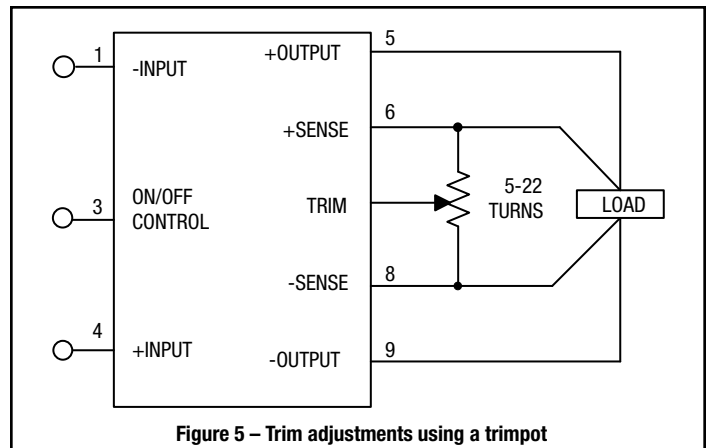 1
-INPUT
3
ON/OFF
CONTROL
4
+INPUT
+OUTPUT
5
+SENSE
6
TRIM
5-22
TURNS
LOAD
-SENSE
8
-OUTPUT
9
Figure 5 – Trim adjustments using a trimpot